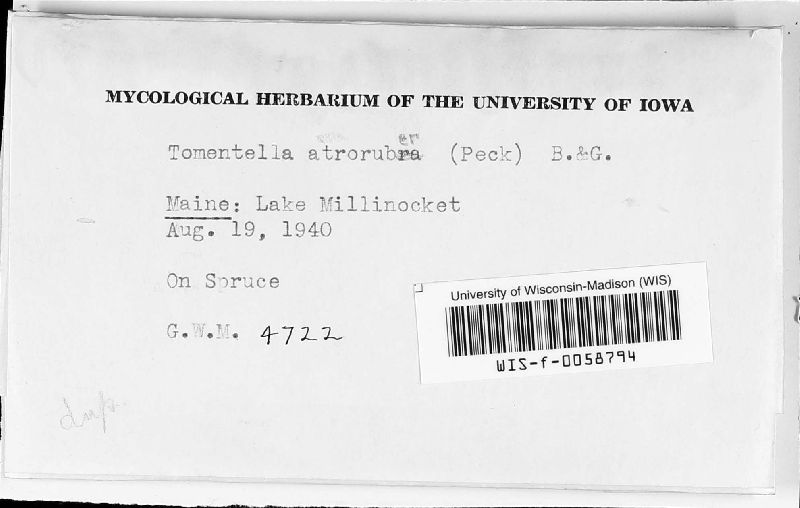 MYCOLOGICAL HERBARIUM OF THE UNIVERSITY OF IOWA
er
Tomentella atrorubra (Peck) B.&G.
Maine: Lake Millinocket
Aug. 19, 1940
On Spruce
University of Wisconsin-Madison (WIS)
WIS-f-0058794
G.W.M. 4722
dup.